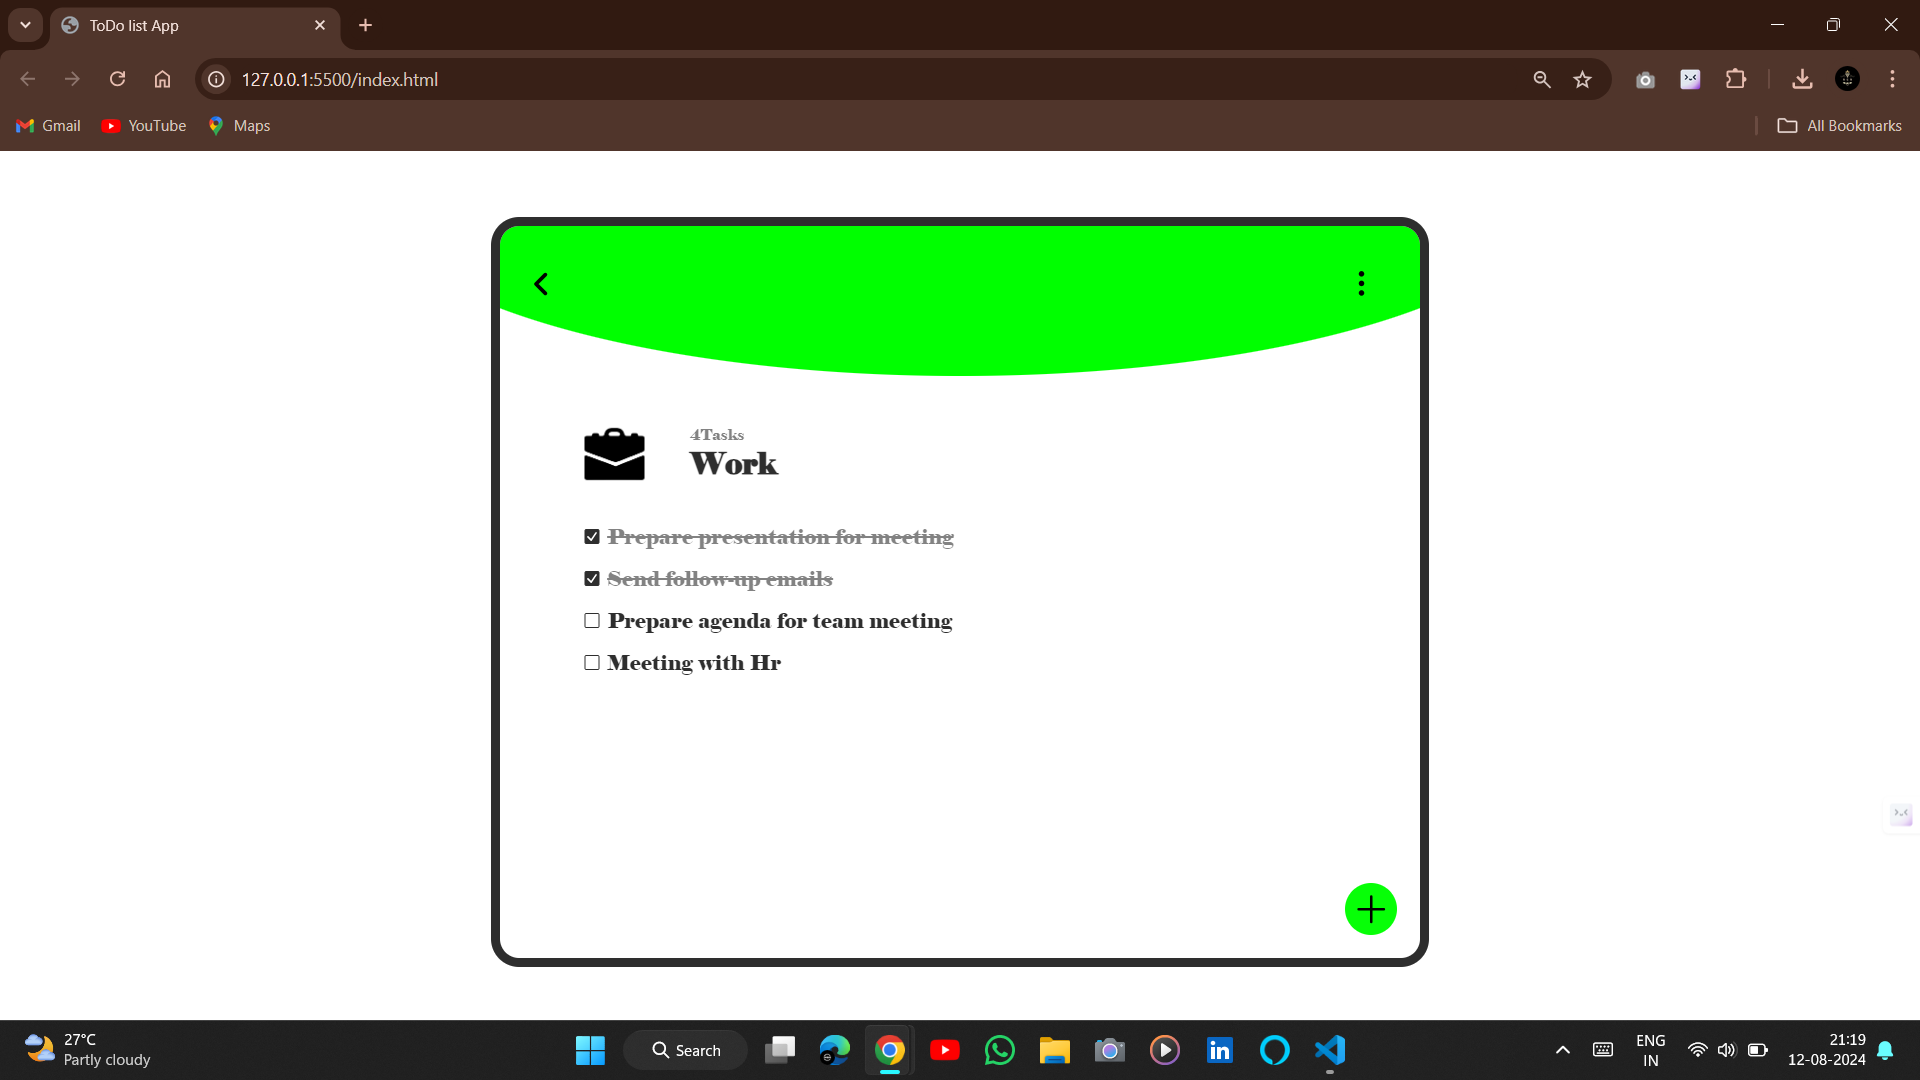 ToDo list App
127.0.0.1:5500/index.html
Gmail YouTube Maps All Bookmarks
4Tasks
Work
Prepare presentation for meeting
Send follow-up emails
Prepare agenda for team meeting
Meeting with Hr
27°C
Partly cloudy
Search
ENG
IN
21:19
12-08-2024